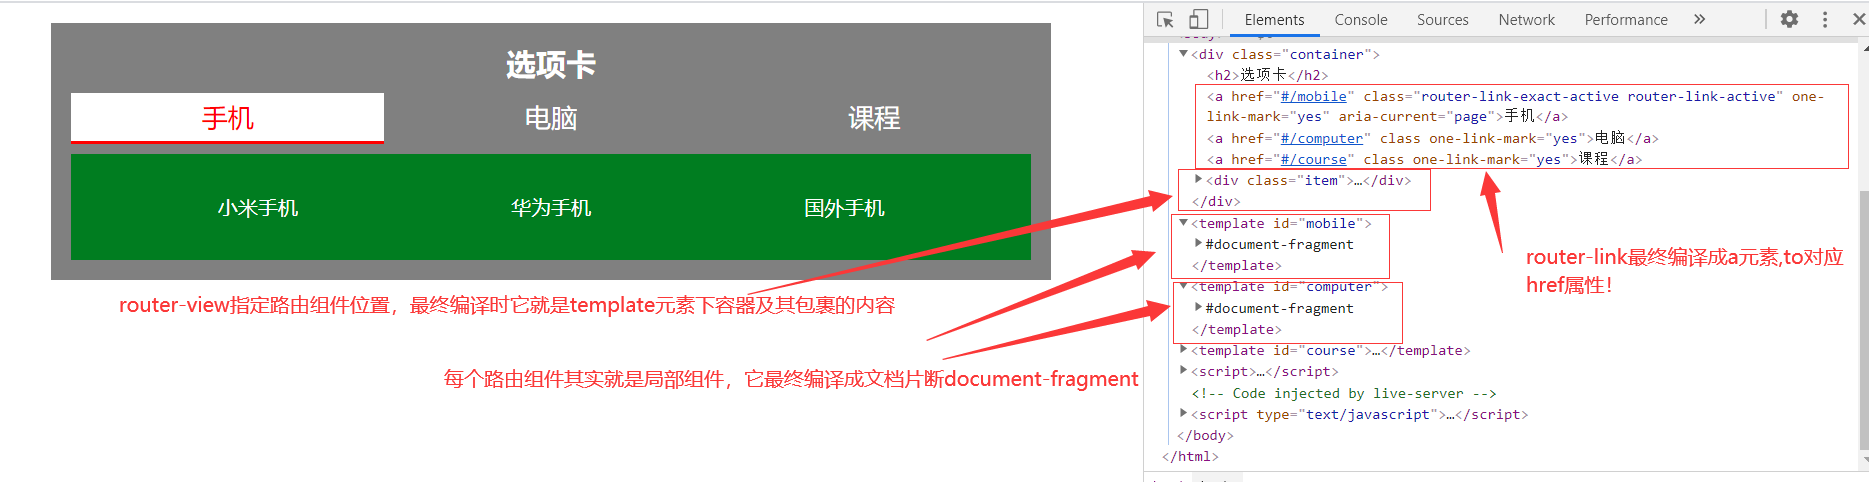 选项卡
手机
电脑
课程
小米手机
华为手机
国外手机
router-view指定路由组件位置，最终编译时它就是template元素下容器及其包裹的内容
每个路由组件其实就是局部组件，它最终编译成文档片断document-fragment
Elements
Console
Sources
Network
Performance
»
▼<div class="container">
<h2>选项卡</h2>
<a href="#/mobile" class="router-link-exact-active router-link-active" one-
link-mark="yes" aria-current="page">手机</a>
<a href="#/computer" class one-link-mark="yes">电脑</a>
<a href="#/course" class one-link-mark="yes">课程</a>
▶<div class="item">…</div>
</div>
▼<template id="mobile">
▶#document-fragment
</template>
▼<template id="computer">
▶#document-fragment
</template>
▶<template id="course">…</template>
▶<script>…</script>
<!-- Code injected by live-server -->
▶<script type="text/javascript">…</script>
</body>
</html>
router-link最终编译成a元素,to对应
href属性！